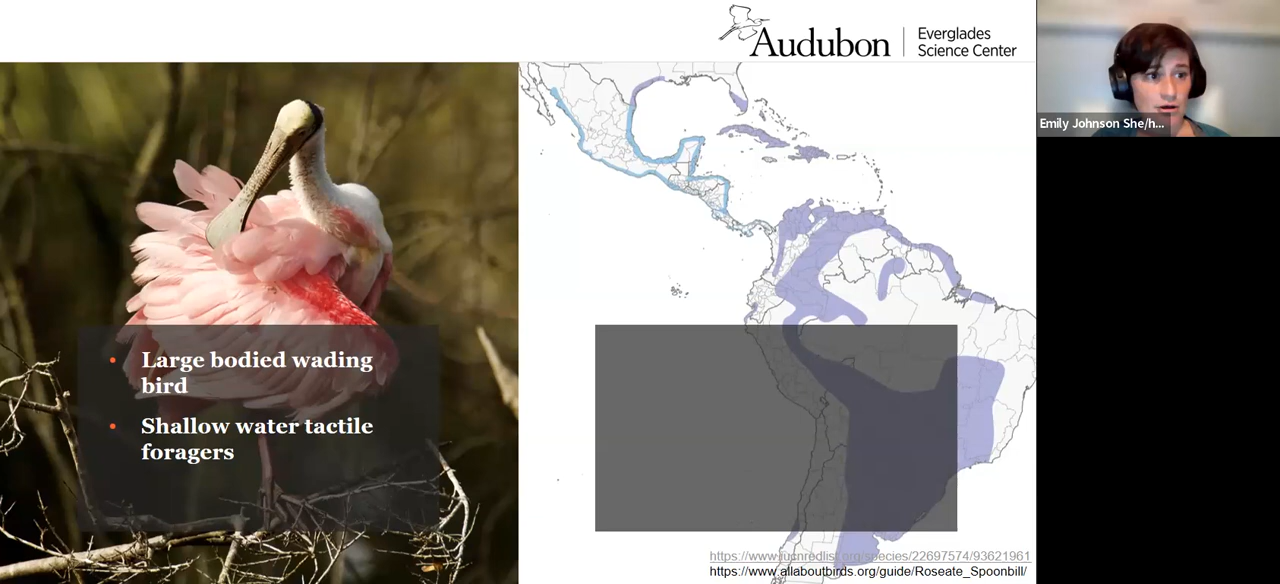 Audubon
Everglades
Science Center
Emily Johnson She/h...
• Large bodied wading
bird
• Shallow water tactile
foragers
https://www.iucnredlist.org/species/22697574/93621961
https://www.allaboutbirds.org/guide/Roseate_Spoonbill/